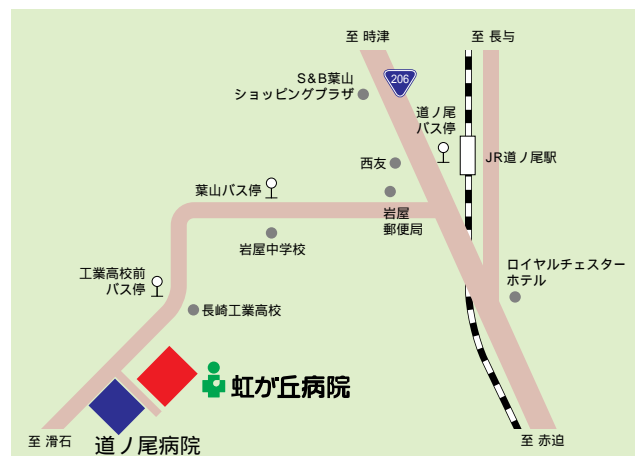 至 時津
至 長与
S&B葉山
ショッピングプラザ
206
道ノ尾
バス停
西友
JR道ノ尾駅
葉山バス停
岩屋
郵便局
岩屋中学校
ロイヤルチェスター
ホテル
工業高校前
バス停
長崎工業高校
虹が丘病院
至 滑石
道ノ尾病院
至 赤迫